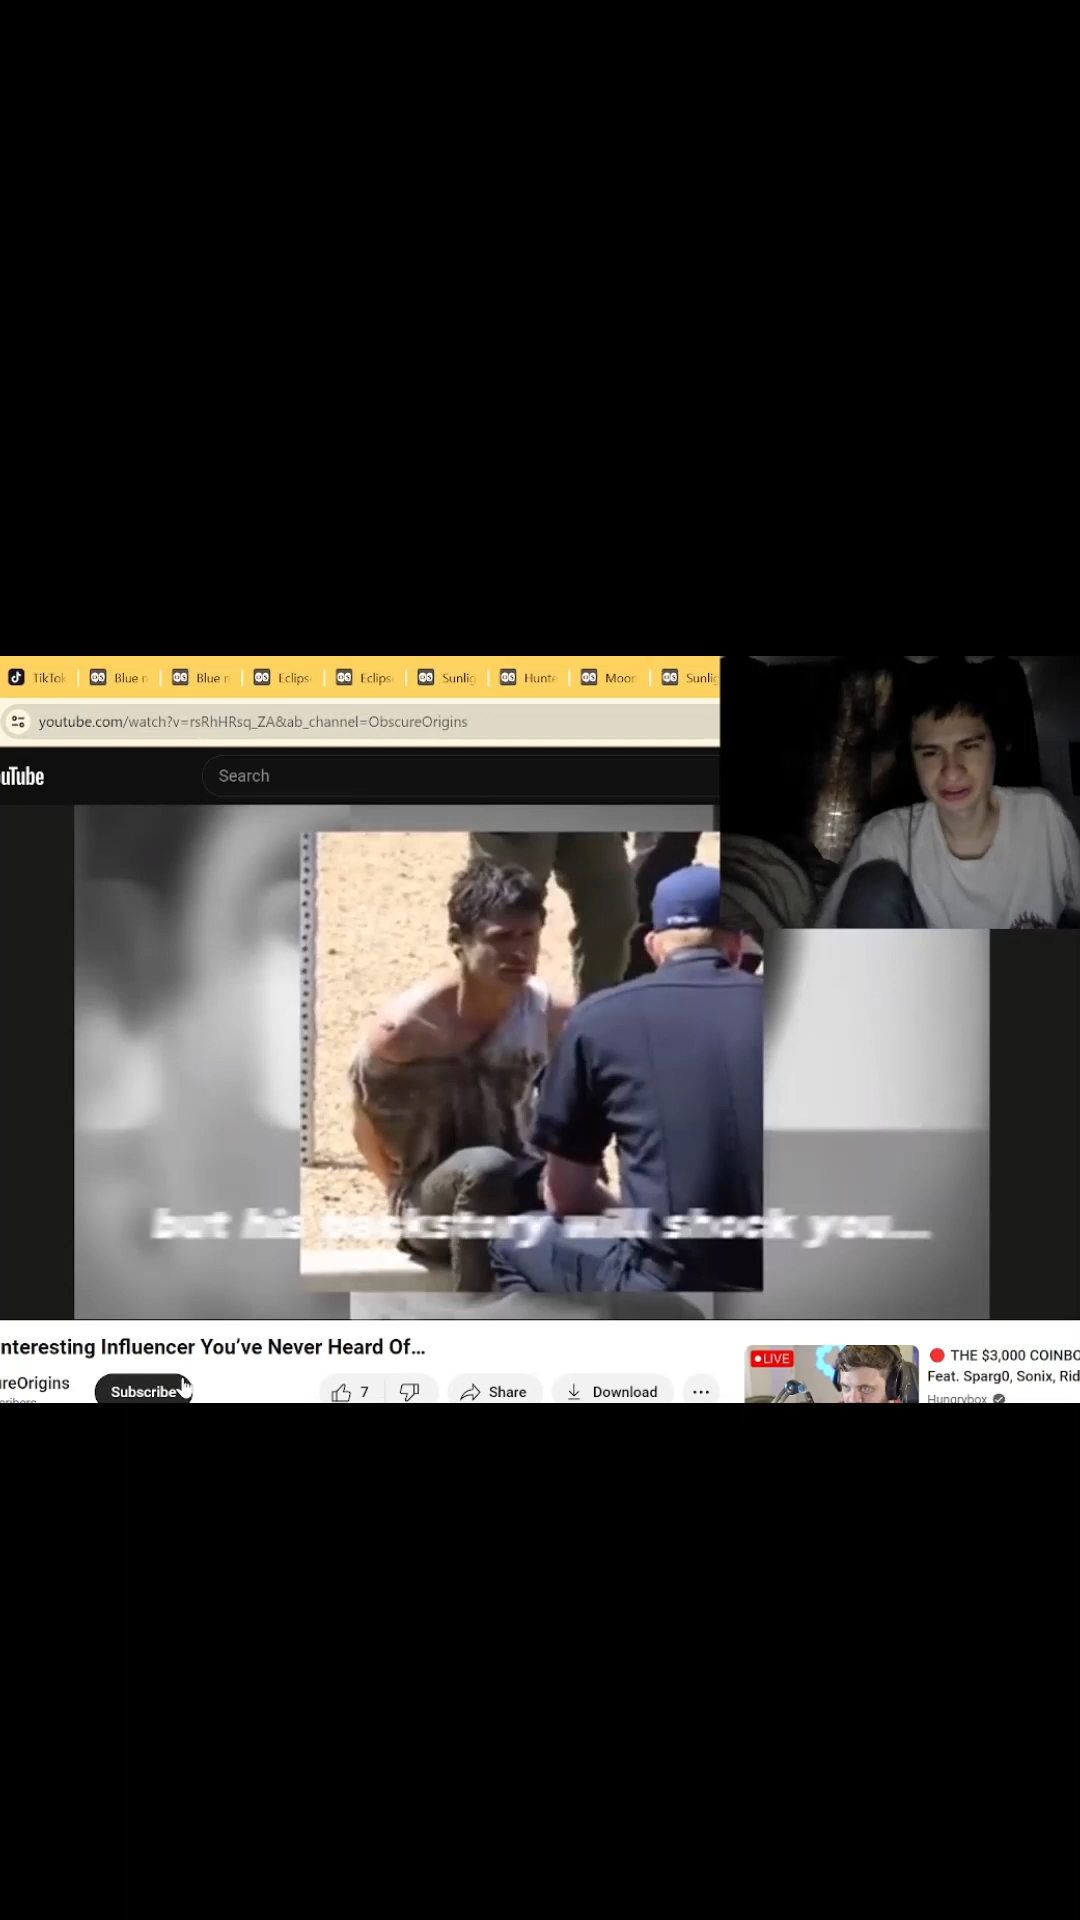 TikTok
Blue n
Blue n
Eclips
Eclips
Sunlig
Hunte
Moon
Sunlig
youtube.com/watch?v=rsRhHRsq_ZA&ab_channel=ObscureOrigins
uTube
Search
but his backstory will shock you...
nteresting Influencer You've Never Heard Of...
ureOrigins
Subscribe
7
Share
Download
LIVE
THE $3,000 COINBO
Feat. Sparg0, Sonix, Rid
Hungrybox